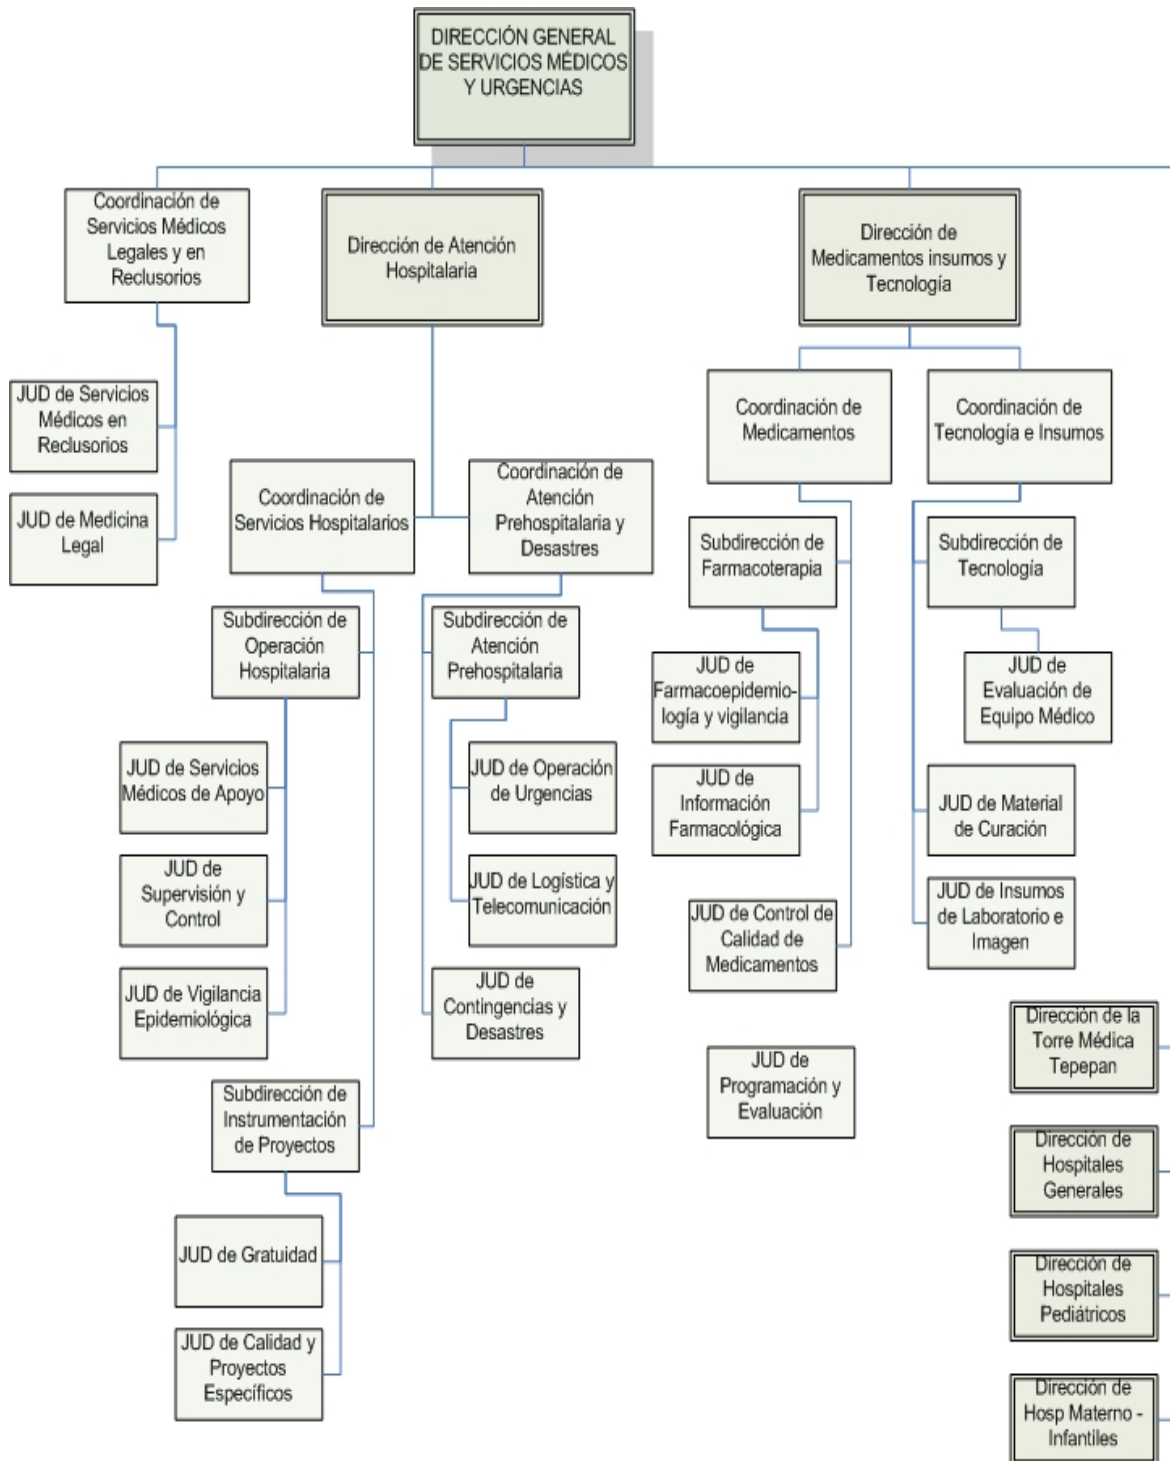 DIRECCIÓN GENERAL
DE SERVICIOS MÉDICOS
Y URGENCIAS
Coordinación de
Servicios Médicos
Legales y en
Reclusorios
Dirección de Atención
Hospitalaria
Dirección de
Medicamentos insumos y
Tecnología
JUD de Servicios
Médicos en
Reclusorios
JUD de Medicina
Legal
Coordinación de
Servicios Hospitalarios
Coordinación de
Atención
Prehospitalaria y
Desastres
Coordinación de
Medicamentos
Coordinación de
Tecnología e Insumos
Subdirección de
Operación
Hospitalaria
Subdirección de
Atención
Prehospitalaria
Subdirección de
Farmacoterapia
Subdirección de
Tecnología
JUD de Servicios
Médicos de Apoyo
JUD de
Supervisión y
Control
JUD de Vigilancia
Epidemiológica
JUD de Operación
de Urgencias
JUD de Logística y
Telecomunicación
JUD de
Contingencias y
Desastres
JUD de
Farmacoepidemio-
logía y vigilancia
JUD de
Información
Farmacológica
JUD de Control de
Calidad de
Medicamentos
JUD de
Programación y
Evaluación
JUD de
Evaluación de
Equipo Médico
JUD de Material
de Curación
JUD de Insumos
de Laboratorio e
Imagen
Subdirección de
Instrumentación
de Proyectos
JUD de Gratuidad
JUD de Calidad y
Proyectos
Específicos
Dirección de la
Torre Médica
Tepepan
Dirección de
Hospitales
Generales
Dirección de
Hospitales
Pediátricos
Dirección de
Hosp Materno -
Infantiles